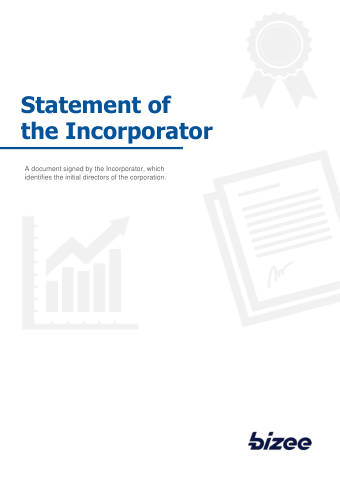 Statement of
the Incorporator
A document signed by the Incorporator, which
identifies the initial directors of the corporation.
bizee